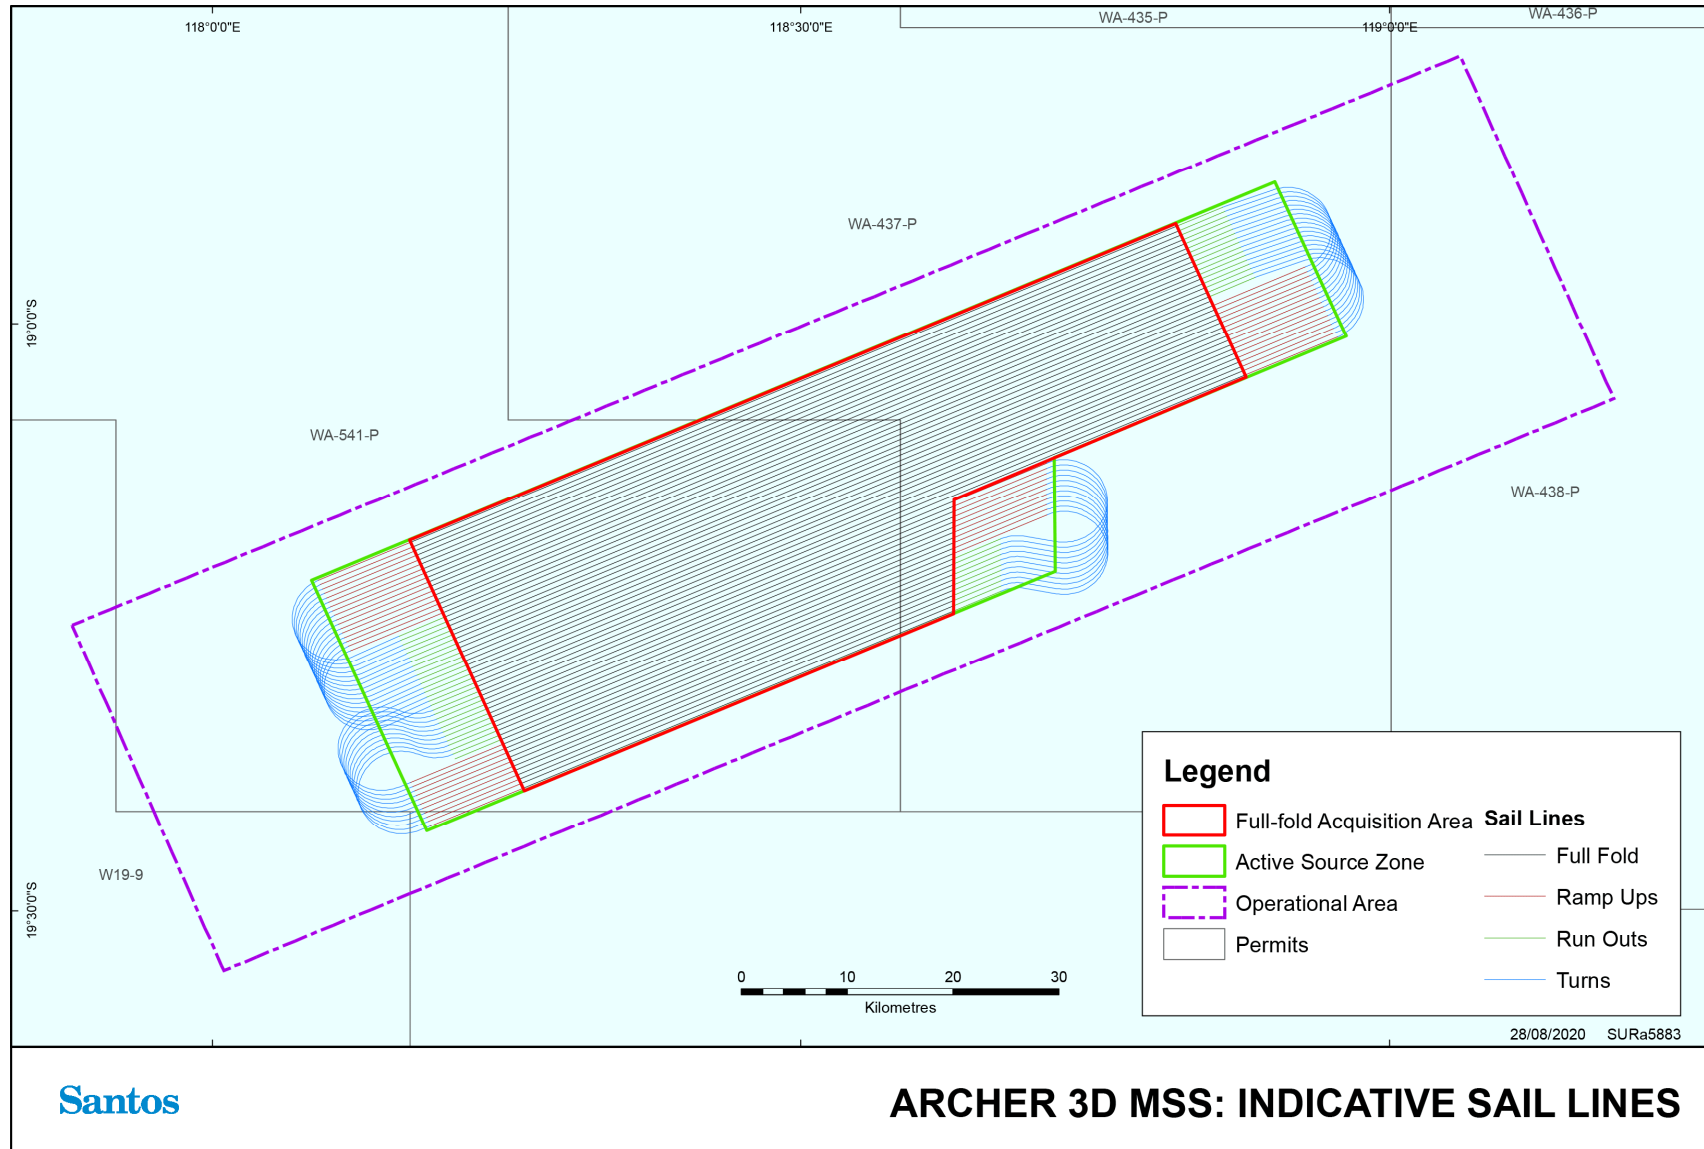 WA-435-P
WA-436-P
118°0'0"E
118°30'0"E
119°0'0"E
WA-437-P
19°0'0"S
WA-541-P
WA-438-P
W19-9
19°30'0"S
Legend
Full-fold Acquisition Area
Active Source Zone
Operational Area
Permits
Sail Lines
Full Fold
Ramp Ups
Run Outs
Turns
0 10 20 30
Kilometres
28/08/2020 SURa5883
Santos
ARCHER 3D MSS: INDICATIVE SAIL LINES